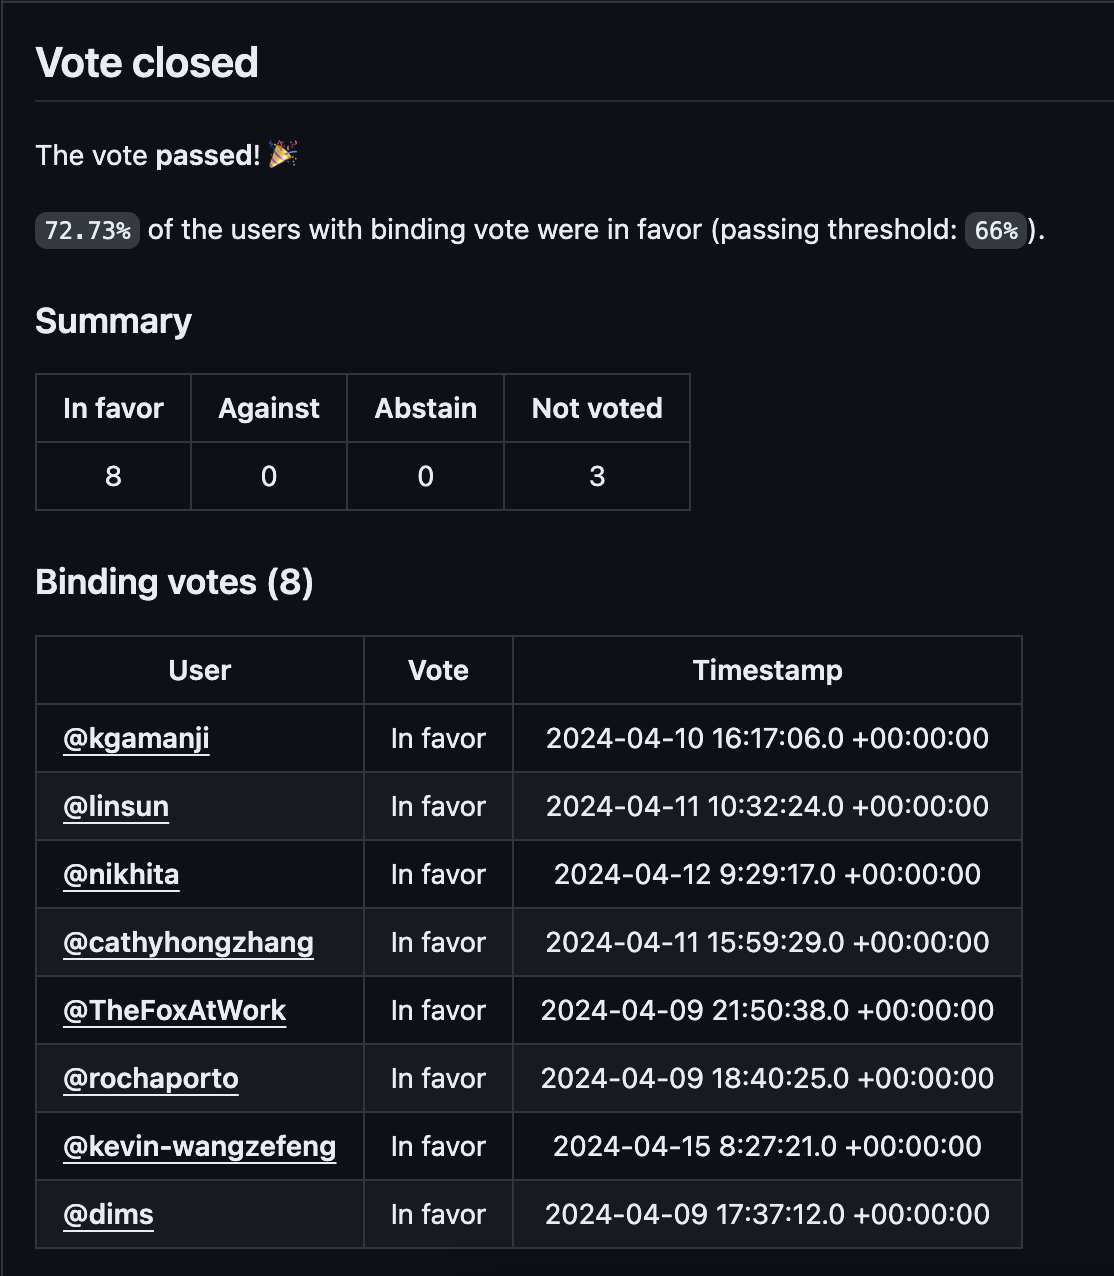 Vote closed
The vote passed! 🎉
72.73% of the users with binding vote were in favor (passing threshold: 66%).
Summary
In favor Against Abstain Not voted
8 0 0 3
Binding votes (8)
User Vote Timestamp
@kgamanji In favor 2024-04-10 16:17:06.0 +00:00:00
@linsun In favor 2024-04-11 10:32:24.0 +00:00:00
@nikhita In favor 2024-04-12 9:29:17.0 +00:00:00
@cathyhongzhang In favor 2024-04-11 15:59:29.0 +00:00:00
@TheFoxAtWork In favor 2024-04-09 21:50:38.0 +00:00:00
@rochaporto In favor 2024-04-09 18:40:25.0 +00:00:00
@kevin-wangzefeng In favor 2024-04-15 8:27:21.0 +00:00:00
@dims In favor 2024-04-09 17:37:12.0 +00:00:00